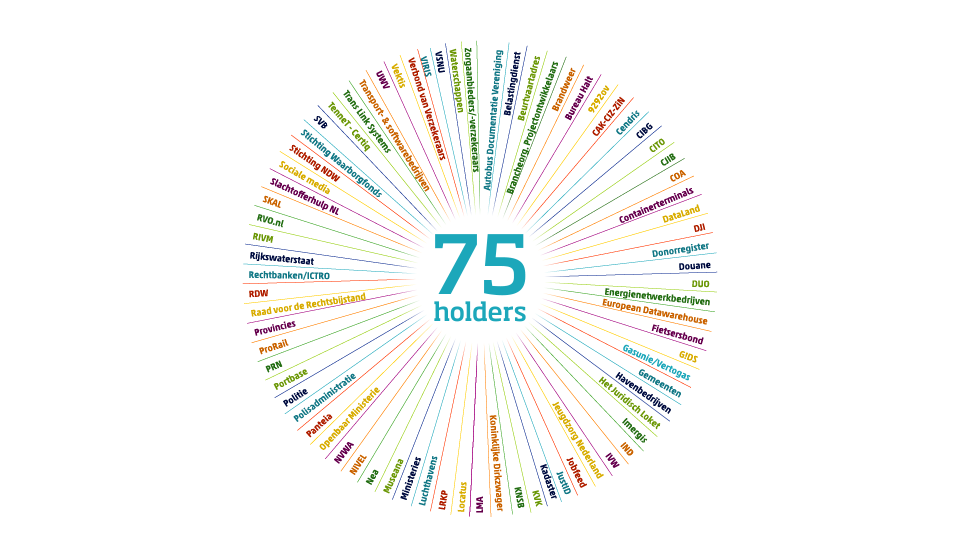 75
holders
Autobus Documentatie Vereniging
Belastingdienst
Beurtvaartadres
Brancheorg. Projectontwikkelaars
Brandweer
Bureau Halt
9292ov
CAK-CIZ-ZIN
Cendris
CIBG
CITO
CJIB
COA
Containerterminals
DataLand
DJI
Donorregister
Douane
DUO
Energienetwerkbedrijven
European Datawarehouse
Fietsersbond
GIDS
Gasunie/Vertogas
Gemeenten
Havenbedrijven
Het Juridisch Loket
Imergis
IND
IVW
Jeugdzorg Nederland
Jobfeed
JustID
Kadaster
KVK
KNSB
Koninklijke Dirkzwager
LMA
Locatus
LRKP
Luchthavens
Ministeries
Museana
Nea
NIVEL
NVWA
Openbaar Ministerie
Panteia
Polisadministratie
Politie
Portbase
PRN
ProRail
Provincies
Raad voor de Rechtsbijstand
RDW
Rechtbanken/ICTRO
Rijkswaterstaat
RIVM
RVO.nl
SKAL
Slachtofferhulp NL
Sociale media
Stichting NDW
Stichting Waarborgfonds
SVB
TenneT - Certiq
Trans Link Systems
Transport- & softwarebedrijven
UWV
Vektis
Verbond van Verzekeraars
ViRiS
VSNU
Waterschappen
Zorgaanbieders/-verzekeraars